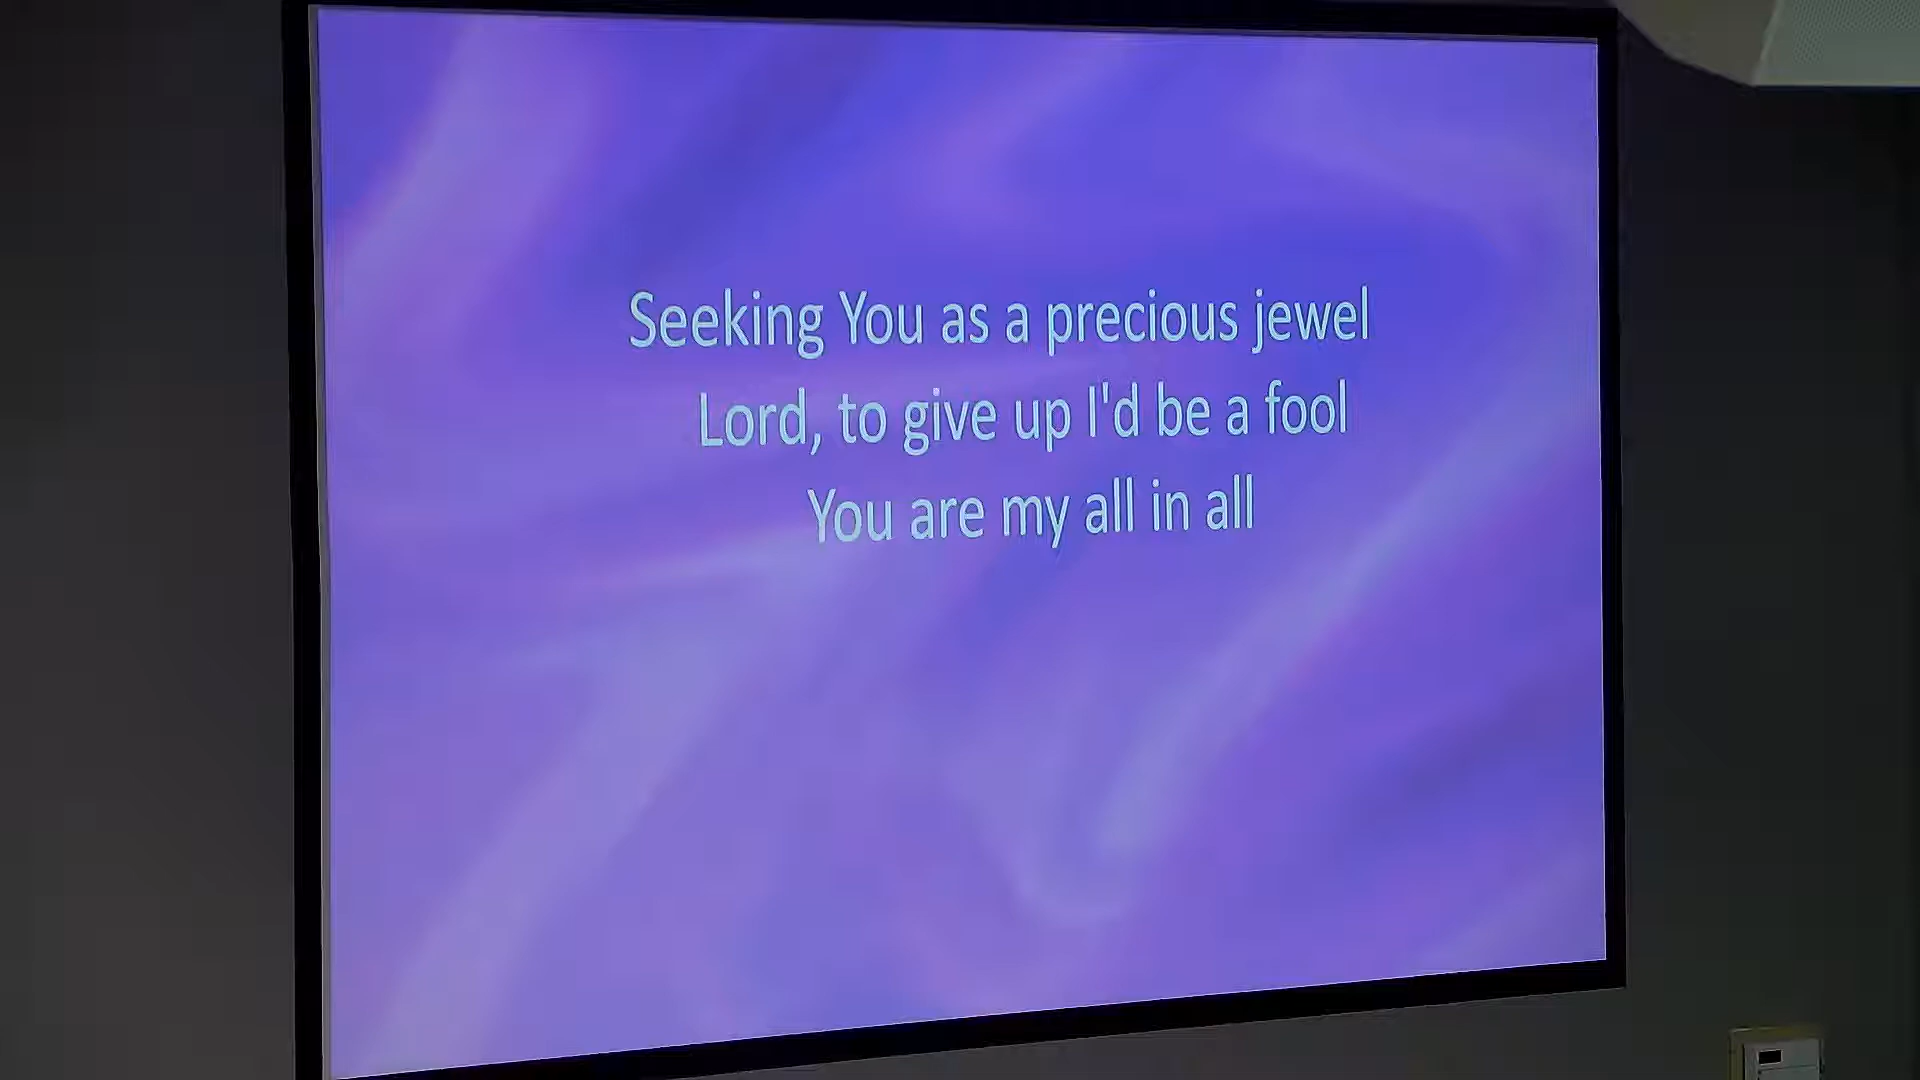 Seeking You as a precious jewel
Lord, to give up I'd be a fool
You are my all in all